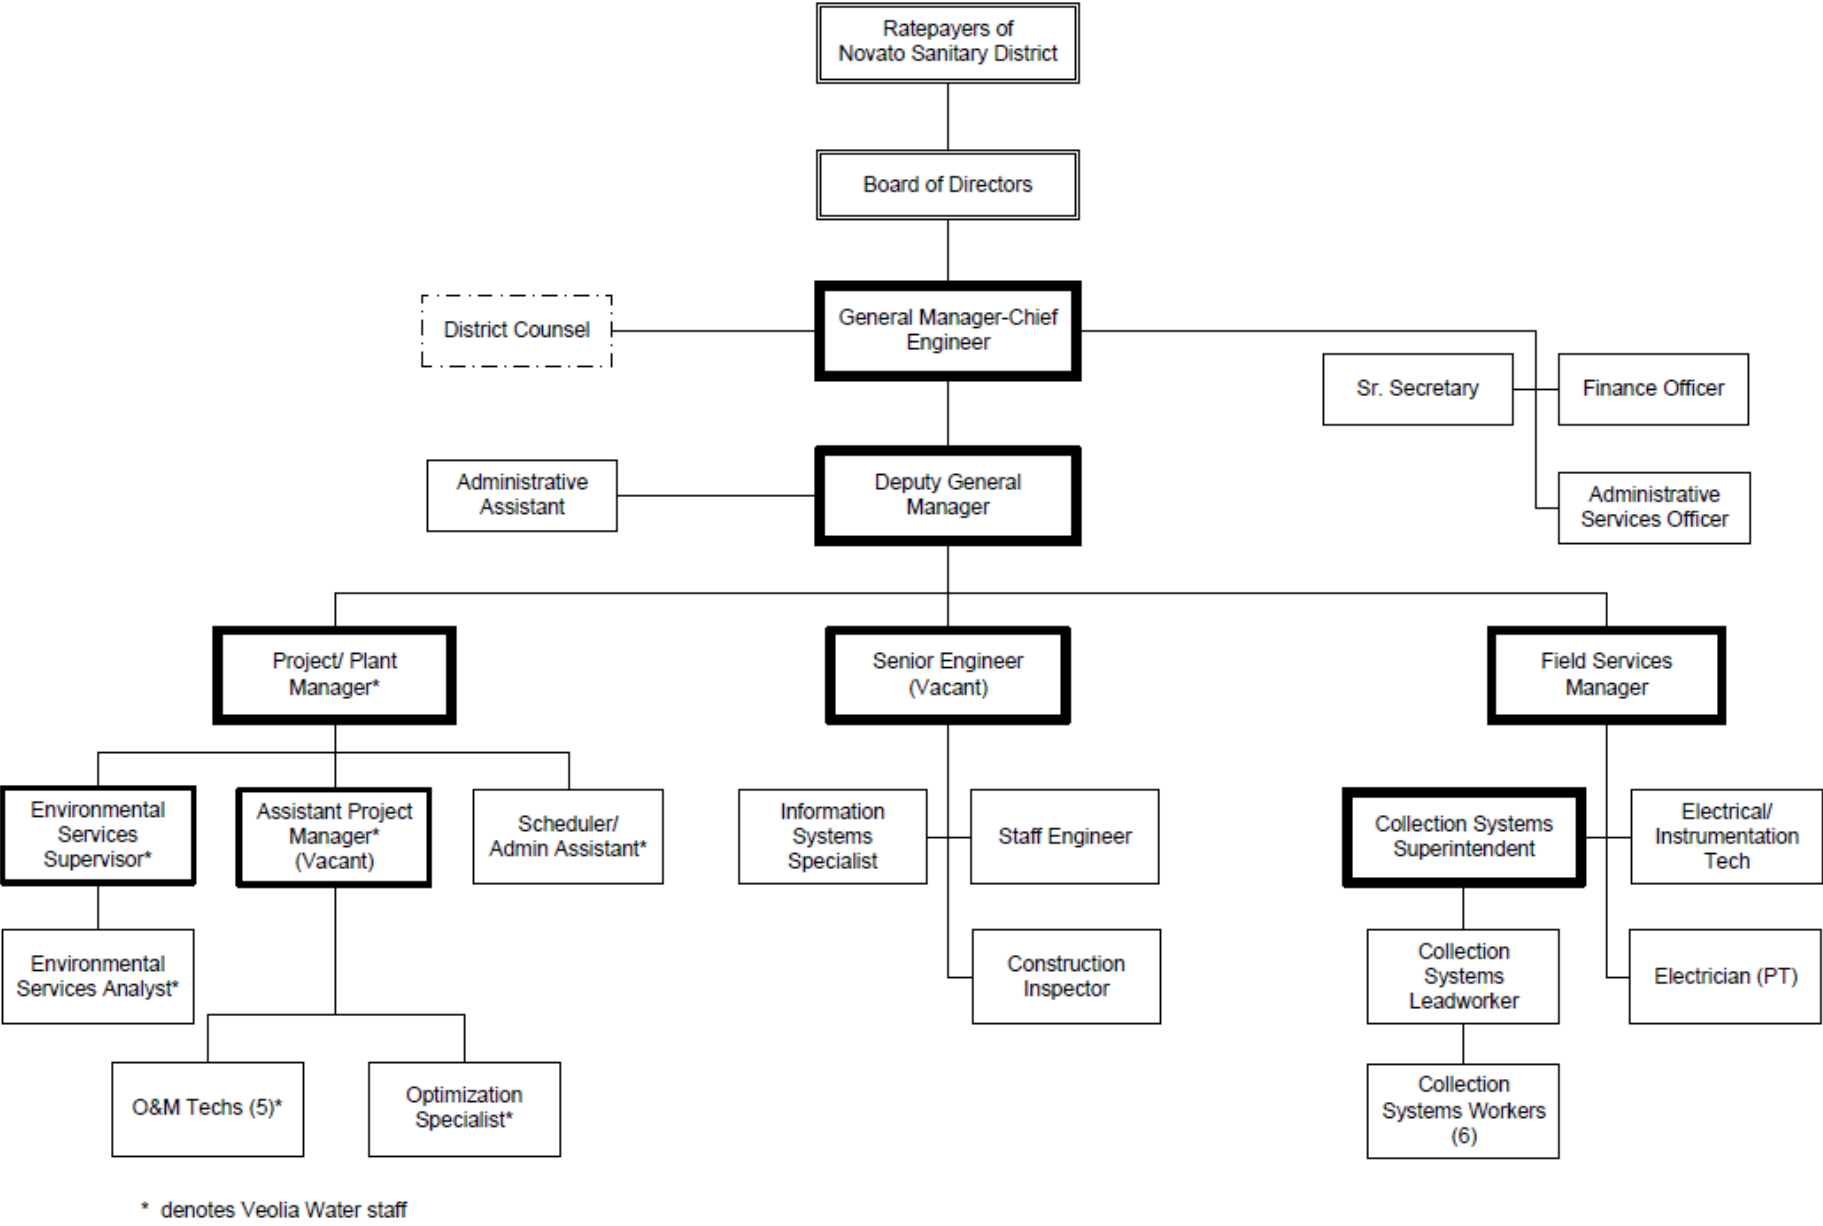 Ratepayers of
Novato Sanitary District
Board of Directors
District Counsel
General Manager-Chief
Engineer
Sr. Secretary
Finance Officer
Administrative
Assistant
Deputy General
Manager
Administrative
Services Officer
Project/ Plant
Manager*
Senior Engineer
(Vacant)
Field Services
Manager
Environmental
Services
Supervisor*
Assistant Project
Manager*
(Vacant)
Scheduler/
Admin Assistant*
Information
Systems
Specialist
Staff Engineer
Collection Systems
Superintendent
Electrical/
Instrumentation
Tech
Environmental
Services Analyst*
Construction
Inspector
Collection
Systems
Leadworker
Electrician (PT)
O&M Techs (5)*
Optimization
Specialist*
Collection
Systems Workers
(6)
* denotes Veolia Water staff